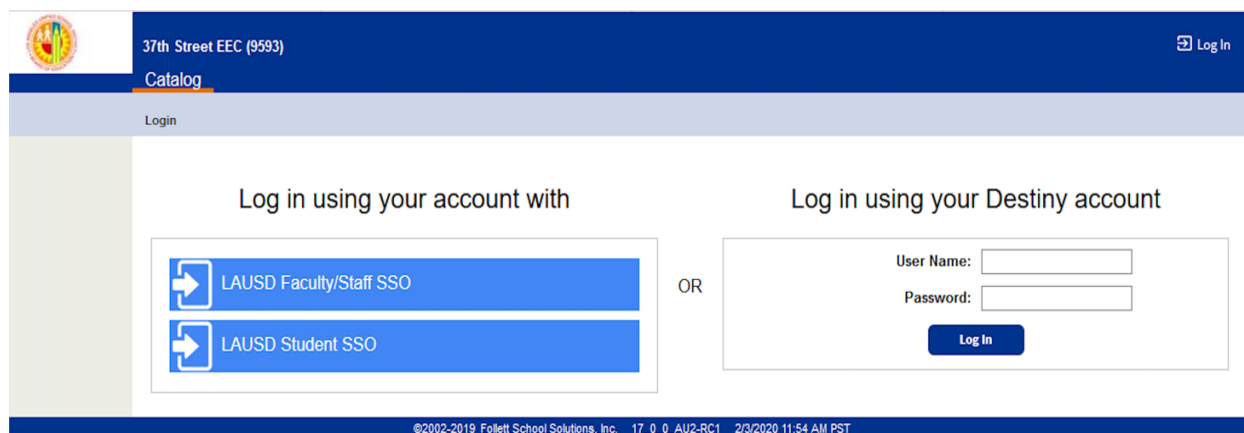 37th Street EEC (9593)
Log In
Catalog
Login
Log in using your account with
LAUSD Faculty/Staff SSO
LAUSD Student SSO
OR
Log in using your Destiny account
User Name:
Password:
Log In
©2002-2019 Follett School Solutions, Inc. 17_0_0_AU2-RC1 2/3/2020 11:54 AM PST